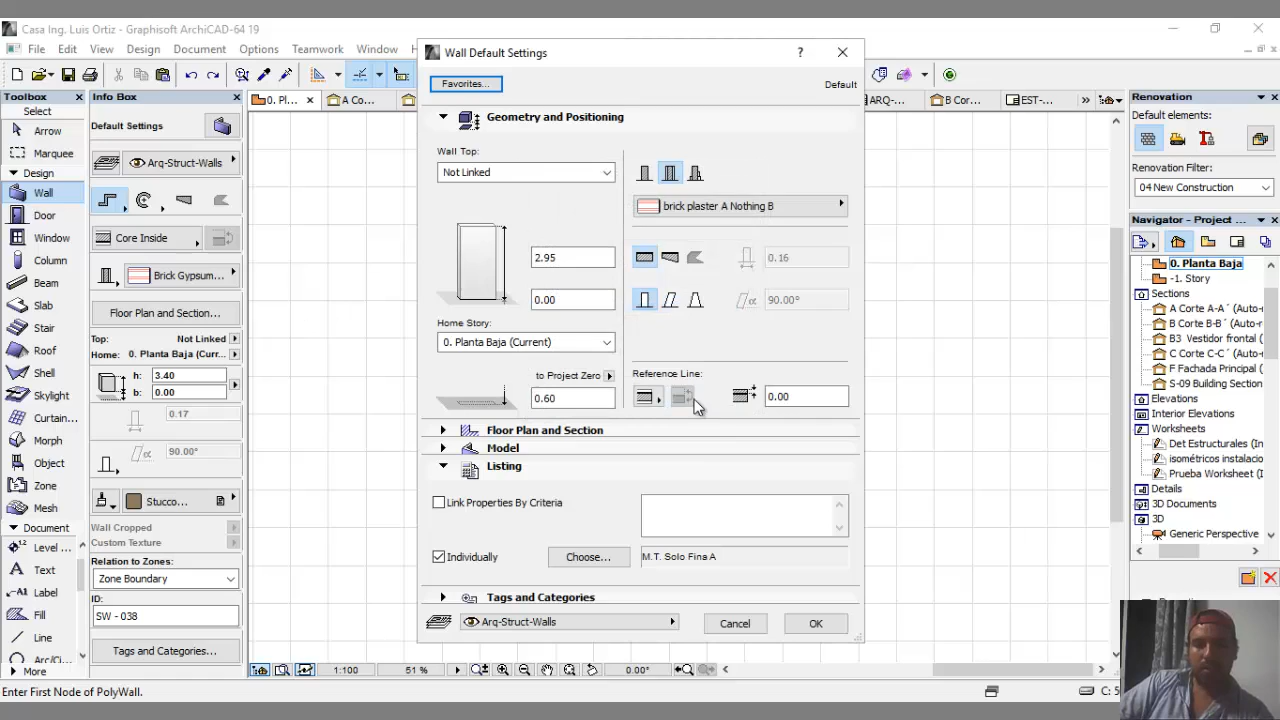 Casa Ing. Luis Ortiz - Graphisoft ArchiCAD-64 19
File Edit View Design Document Options Teamwork Window
Toolbox
Select
Arrow
Marquee
Design
Wall
Door
Window
Column
Beam
Slab
Stair
Roof
Shell
Skylight
Curtain...
Morph
Object
Zone
Mesh
Document
Level ...
Text
Label
Fill
Line
Arc/Ci...
More
Info Box
Default Settings
Arq-Struct-Walls
Core Inside
Brick Gypsum...
Floor Plan and Section...
Top: Not Linked
Home: 0. Planta Baja (Curr...
h: 3.40
b: 0.00
0.17
90.00°
Stucco...
Wall Cropped
Custom Texture
Relation to Zones:
Zone Boundary
ID:
SW - 038
Tags and Categories...
0. Pl...
A Co...
ARQ-...
B Cor...
EST-...
Wall Default Settings
?
Favorites...
Default
Geometry and Positioning
Wall Top:
Not Linked
brick plaster A Nothing B
2.95
0.16
0.00
90.00°
Home Story:
0. Planta Baja (Current)
to Project Zero
0.60
Reference Line:
0.00
Floor Plan and Section
Model
Listing
Link Properties By Criteria
Individually
Choose...
M.T. Solo Fina A
Tags and Categories
Arq-Struct-Walls
Cancel
OK
Renovation
Default elements:
Renovation Filter:
04 New Construction
Navigator - Project ...
0. Planta Baja
-1. Story
Sections
A Corte A-A´ (Auto-r
B Corte B-B´ (Auto-r
B3 Vestidor frontal (
C Corte C-C´ (Auto-r
F Fachada Principal (
S-09 Building Section
Elevations
Interior Elevations
Worksheets
Det Estructurales (In
isométricos instalacio
Prueba Worksheet (I
Details
3D Documents
3D
Generic Perspective
1:100
51 %
0.00°
Enter First Node of PolyWall.
C: 5